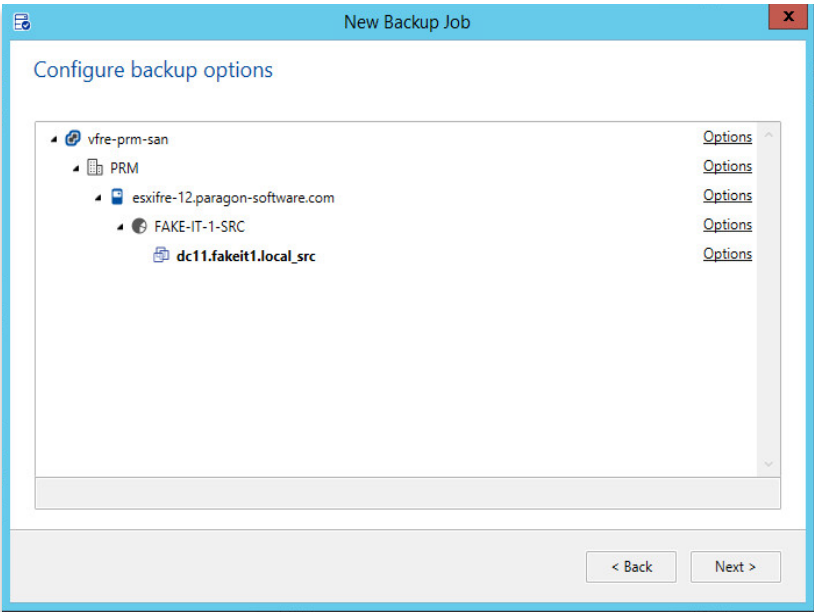 New Backup Job
x
Configure backup options
vfre-prm-san Options
PRM Options
esxifre-12.paragon-software.com Options
FAKE-IT-1-SRC Options
dc11.fakeit1.local_src Options
< Back Next >